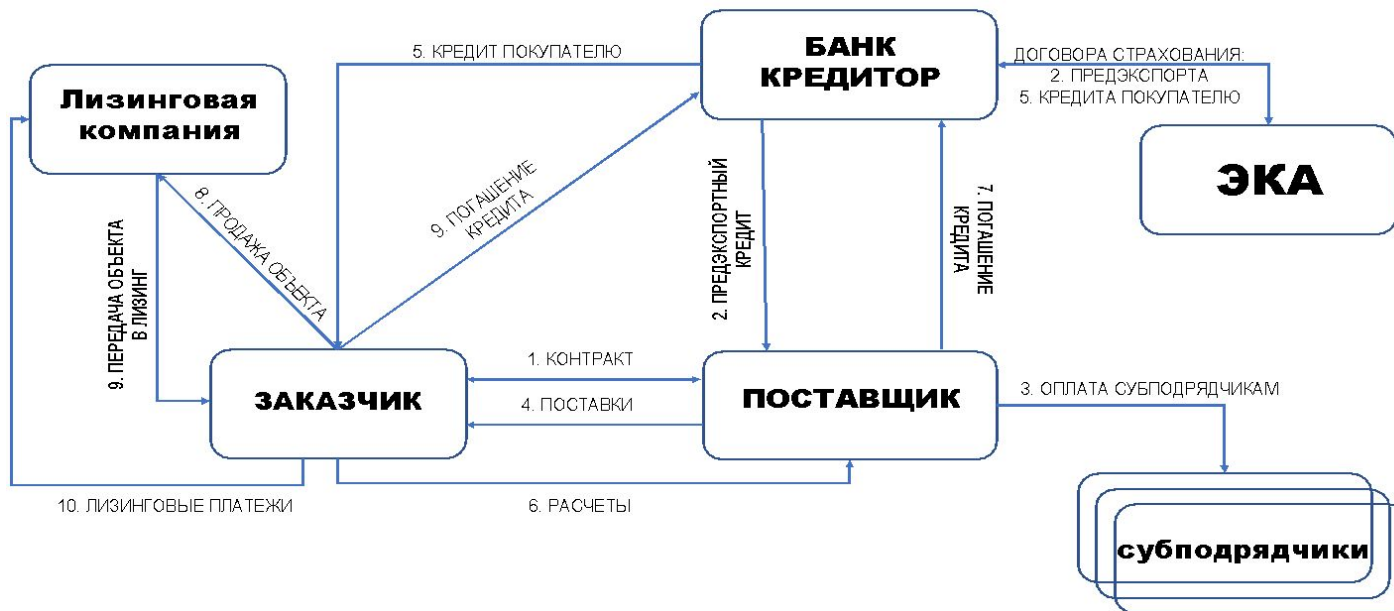 5. КРЕДИТ ПОКУПАТЕЛЮ
БАНК
КРЕДИТОР
ДОГОВОРА СТРАХОВАНИЯ:
2. ПРЕДЭКСПОРТА
5. КРЕДИТА ПОКУПАТЕЛЮ
Лизинговая
компания
ЭКА
8. ПРОДАЖА ОБЪЕКТА
9. ПОГАШЕНИЕ
КРЕДИТА
2. ПРЕДЭКСПОРТНЫЙ
КРЕДИТ
7. ПОГАШЕНИЕ
КРЕДИТА
9. ПЕРЕДАЧА ОБЪЕКТА
В ЛИЗИНГ
ЗАКАЗЧИК
1. КОНТРАКТ
4. ПОСТАВКИ
ПОСТАВЩИК
3. ОПЛАТА СУБПОДРЯДЧИКАМ
10. ЛИЗИНГОВЫЕ ПЛАТЕЖИ
6. РАСЧЕТЫ
субподрядчики